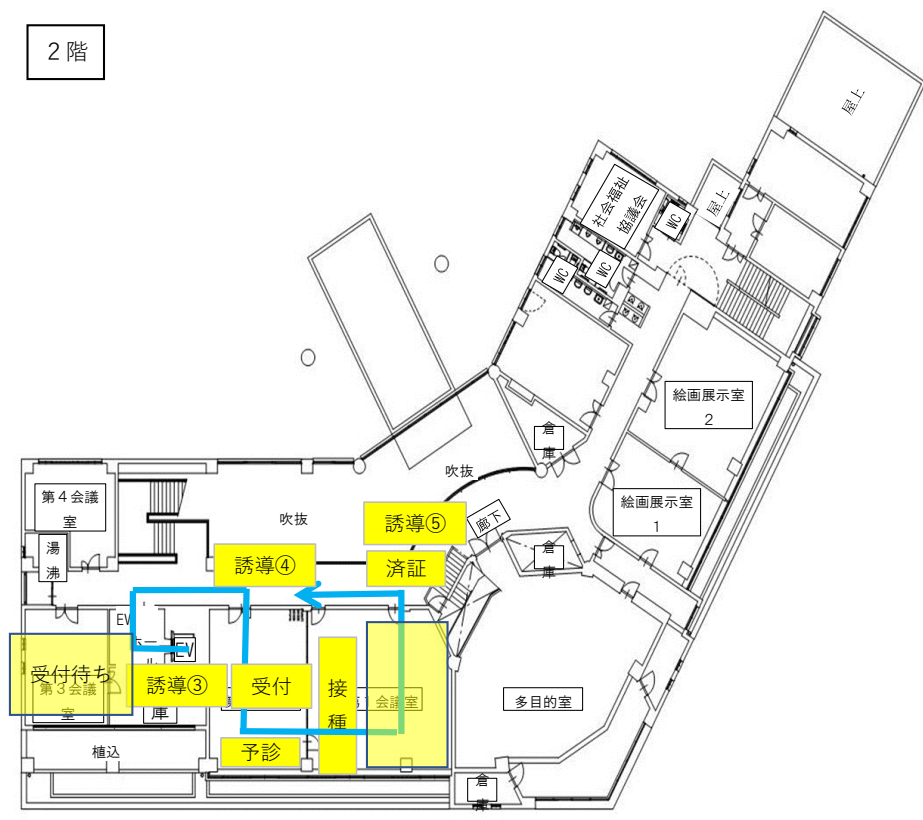 2階
屋上
屋上
社会福祉
協議会
WC
WC
WC
絵画展示室
2
倉
庫
吹抜
絵画展示室
1
第4会議
室
吹抜
誘導⑤
廊下
湯
沸
誘導④
済証
倉
庫
EV
ホー
ル
EV
受付待ち
第3会議
室
誘導③
庫
受付
接
種
会議室
多目的室
植込
予診
倉
庫